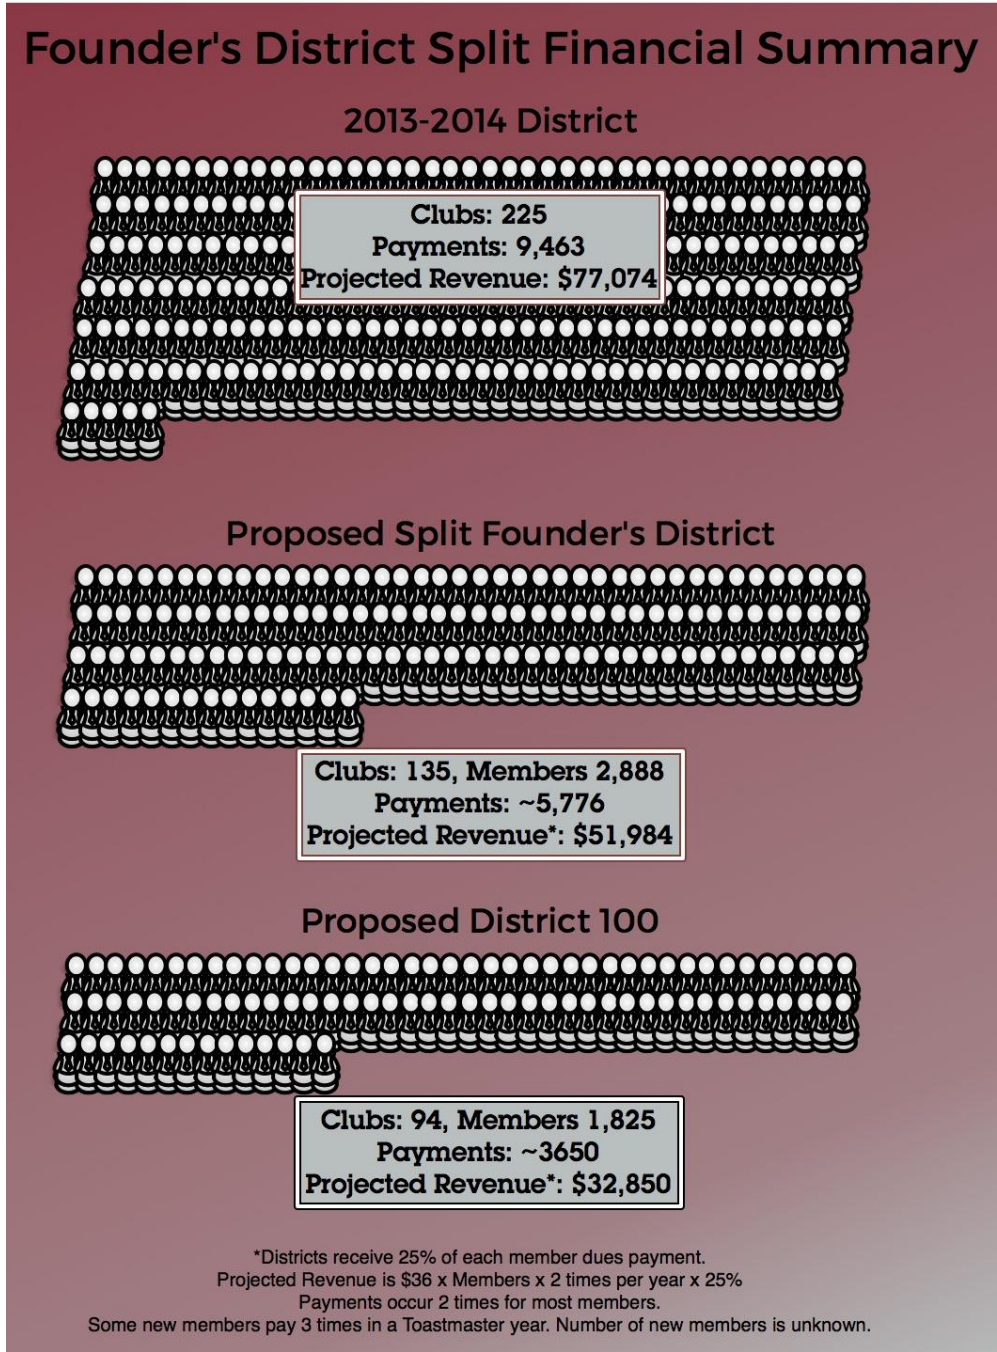 Founder's District Split Financial Summary
2013-2014 District
Clubs: 225
Payments: 9,463
Projected Revenue: $77,074
Proposed Split Founder's District
Clubs: 135, Members 2,888
Payments: ~5,776
Projected Revenue*: $51,984
Proposed District 100
Clubs: 94, Members 1,825
Payments: ~3650
Projected Revenue*: $32,850
*Districts receive 25% of each member dues payment.
Projected Revenue is $36 x Members x 2 times per year x 25%
Payments occur 2 times for most members.
Some new members pay 3 times in a Toastmaster year. Number of new members is unknown.